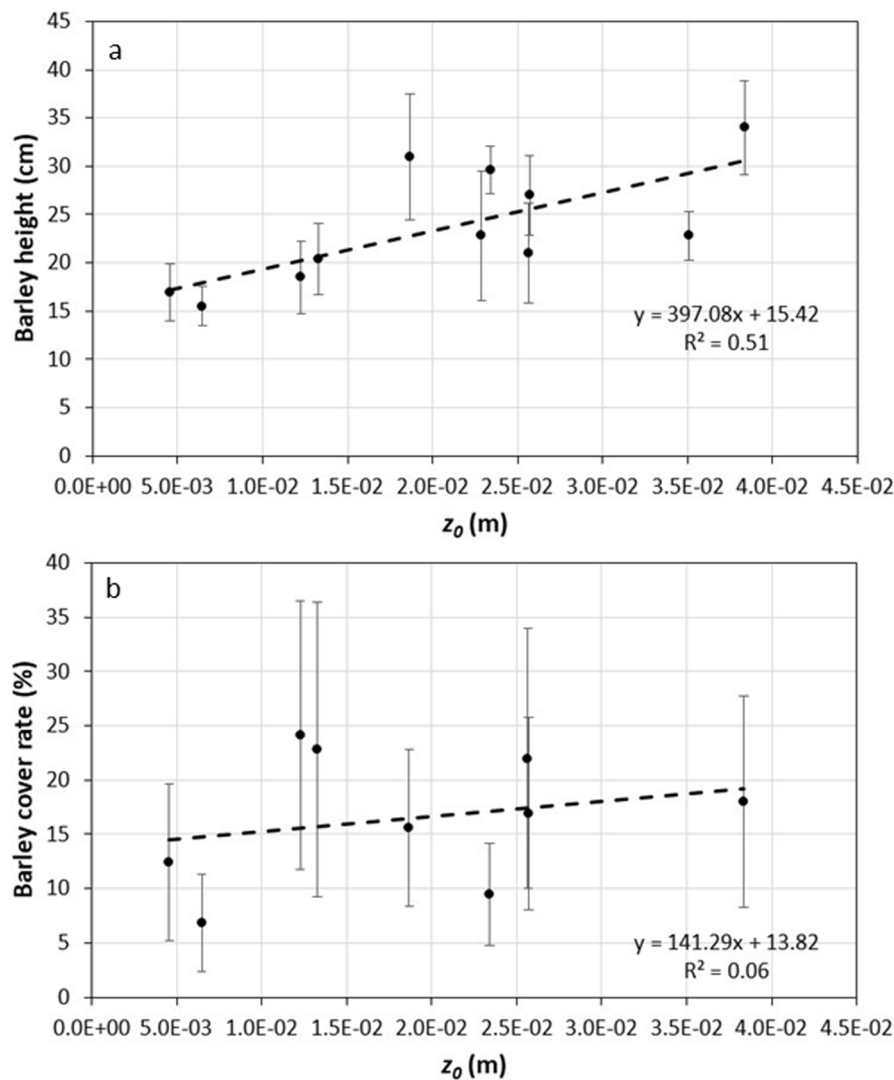 a
Barley height (cm)
45
40
35
30
25
20
15
10
5
0
y = 397.08x + 15.42
R² = 0.51
0.0E+00 5.0E-03 1.0E-02 1.5E-02 2.0E-02 2.5E-02 3.0E-02 3.5E-02 4.0E-02 4.5E-02
z₀ (m)
b
Barley cover rate (%)
40
35
30
25
20
15
10
5
0
y = 141.29x + 13.82
R² = 0.06
0.0E+00 5.0E-03 1.0E-02 1.5E-02 2.0E-02 2.5E-02 3.0E-02 3.5E-02 4.0E-02 4.5E-02
z₀ (m)